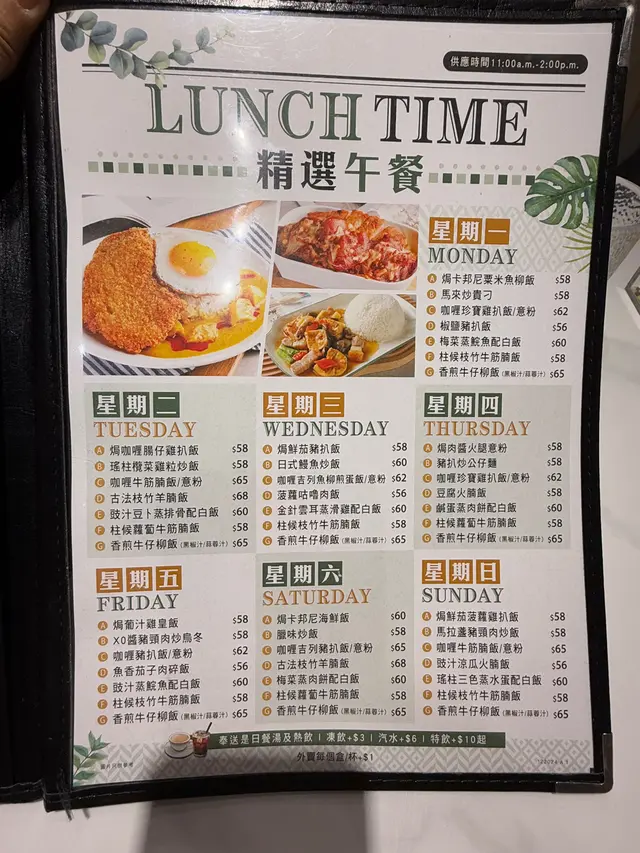 供應時間11:00a.m.-2:00p.m.
LUNCH TIME
精選午餐
星期一
MONDAY
A 焗卡邦尼粟米魚柳飯 $58
B 馬來炒貴刁 $58
C 咖喱珍寶雞扒飯/意粉 $62
D 椒鹽豬扒飯 $56
E 梅菜蒸鯇魚配白飯 $60
F 柱候枝竹牛筋腩飯 $58
G 香煎牛仔柳飯 (黑椒汁/蒜蓉汁) $65
星期二
TUESDAY
A 焗咖喱腸仔雞扒飯 $58
B 瑤柱欖菜雞粒炒飯 $58
C 咖喱牛筋腩飯/意粉 $65
D 古法枝竹羊腩飯 $68
E 豉汁豆卜蒸排骨配白飯 $60
F 柱候蘿蔔牛筋腩飯 $58
G 香煎牛仔柳飯 (黑椒汁/蒜蓉汁) $65
星期三
WEDNESDAY
A 焗鮮茄豬扒飯 $58
B 日式鰻魚炒飯 $60
C 咖喱吉列魚柳煎蛋飯/意粉 $62
D 菠蘿咕嚕肉飯 $56
E 金針雲耳蒸滑雞配白飯 $60
F 柱候枝竹牛筋腩飯 $58
G 香煎牛仔柳飯 (黑椒汁/蒜蓉汁) $65
星期四
THURSDAY
A 焗肉醬火腿意粉 $58
B 豬扒炒公仔麵 $58
C 咖喱珍寶雞扒飯/意粉 $62
D 豆腐火腩飯 $58
E 鹹蛋蒸肉餅配白飯 $60
F 柱候蘿蔔牛筋腩飯 $58
G 香煎牛仔柳飯 (黑椒汁/蒜蓉汁) $65
星期五
FRIDAY
A 焗葡汁雞皇飯 $58
B XO醬豬頸肉炒烏冬 $58
C 咖喱豬扒飯/意粉 $62
D 魚香茄子肉碎飯 $56
E 豉汁蒸鯇魚配白飯 $60
F 柱候枝竹牛筋腩飯 $58
G 香煎牛仔柳飯 (黑椒汁/蒜蓉汁) $65
星期六
SATURDAY
A 焗卡邦尼海鮮飯 $60
B 臘味炒飯 $58
C 咖喱吉列豬扒飯/意粉 $65
D 古法枝竹羊腩飯 $68
E 梅菜蒸肉餅配白飯 $60
F 柱候蘿蔔牛筋腩飯 $58
G 香煎牛仔柳飯 (黑椒汁/蒜蓉汁) $65
星期日
SUNDAY
A 焗鮮茄菠蘿雞扒飯 $58
B 馬拉盞豬頸肉炒飯 $58
C 咖喱牛筋腩飯/意粉 $65
D 豉汁涼瓜火腩飯 $56
E 瑤柱三色蒸水蛋配白飯 $60
F 柱候枝竹牛筋腩飯 $58
G 香煎牛仔柳飯 (黑椒汁/蒜蓉汁) $65
奉送是日餐湯及熱飲 | 凍飲+$3 | 汽水+$6 | 特飲+$10起
外賣每個盒/杯+$1
圖片只供參考